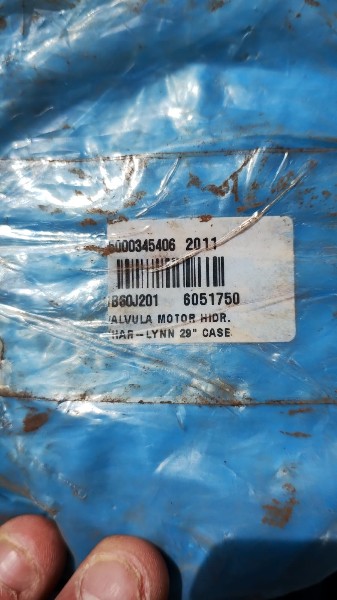 5000345406 2011
B60J201 6051750
VALVULA MOTOR HIDR.
CHAR-LYNN 29" CASE